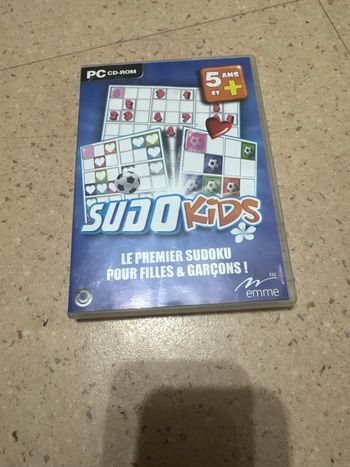 PC CD-ROM
5 ANS
ET +
SUDOKIDS
LE PREMIER SUDOKU
POUR FILLES & GARÇONS !
emme